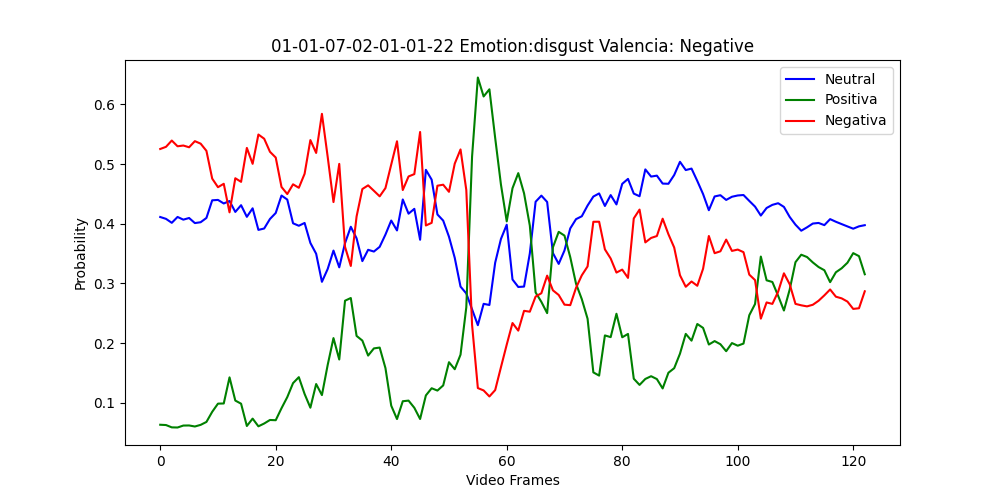 01-01-07-02-01-01-22 Emotion:disgust Valencia: Negative
Neutral
Positiva
Negativa
Probability
0.6
0.5
0.4
0.3
0.2
0.1
0 20 40 60 80 100 120
Video Frames